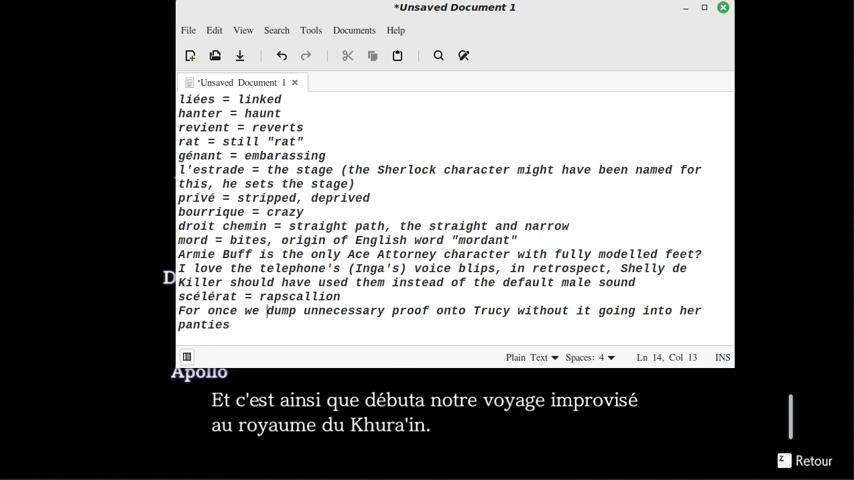 *Unsaved Document 1
File Edit View Search Tools Documents Help
*Unsaved Document 1
liées = linked
hanter = haunt
revient = reverts
rat = still "rat"
génant = embarassing
l'estrade = the stage (the Sherlock character might have been named for
this, he sets the stage)
privé = stripped, deprived
bourrique = crazy
droit chemin = straight path, the straight and narrow
mord = bites, origin of English word "mordant"
Armie Buff is the only Ace Attorney character with fully modelled feet?
I love the telephone's (Inga's) voice blips, in retrospect, Shelly de
Killer should have used them instead of the default male sound
scélérat = rapscallion
For once we dump unnecessary proof onto Trucy without it going into her
panties
Plain Text Spaces: 4 Ln 14, Col 13 INS
D
Apollo
Et c'est ainsi que débuta notre voyage improvisé
au royaume du Khura'in.
Z Retour